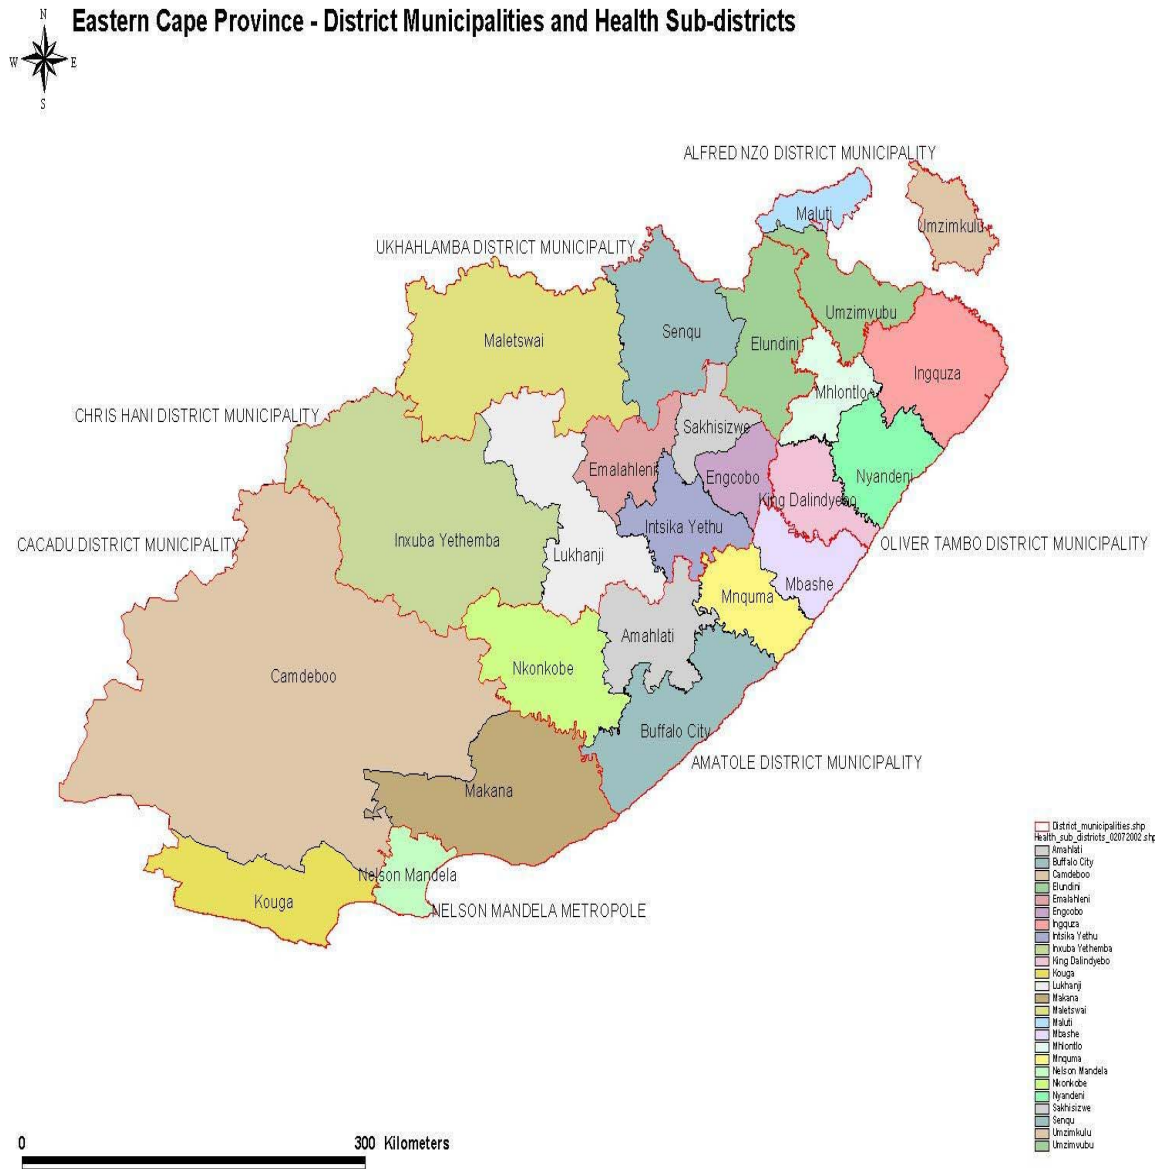 N
Eastern Cape Province - District Municipalities and Health Sub-districts
W
E
S
ALFRED NZO DISTRICT MUNICIPALITY
Maluti
Umzimkulu
UKHAHLAMBA DISTRICT MUNICIPALITY
Umzimvubu
Senqu
Maletswai
Elundini
Ingquza
Mhlontlo
CHRIS HANI DISTRICT MUNICIPALITY
Sakhisizwe
Emalahleni
Engcobo
Nyandeni
King Dalindyebo
Intsika Yethu
Inxuba Yethemba
CACADU DISTRICT MUNICIPALITY
OLIVER TAMBO DISTRICT MUNICIPALITY
Lukhanji
Mbashe
Mnquma
Amahlati
Nkonkobe
Camdeboo
Buffalo City
AMATOLE DISTRICT MUNICIPALITY
Makana
Nelson Mandela
Kouga
NELSON MANDELA METROPOLE
District_municipalities.shp
Health_sub_districts_02072002.shp
Amahlati
Buffalo City
Camdeboo
Elundini
Emalahleni
Engcobo
Ingquza
Intsika Yethu
Inxuba Yethemba
King Dalindyebo
Kouga
Lukhanji
Makana
Maletswai
Maluti
Mbashe
Mhlontlo
Mnquma
Nelson Mandela
Nkonkobe
Nyandeni
Sakhisizwe
Senqu
Umzimkulu
Umzimvubu
0
300 Kilometers